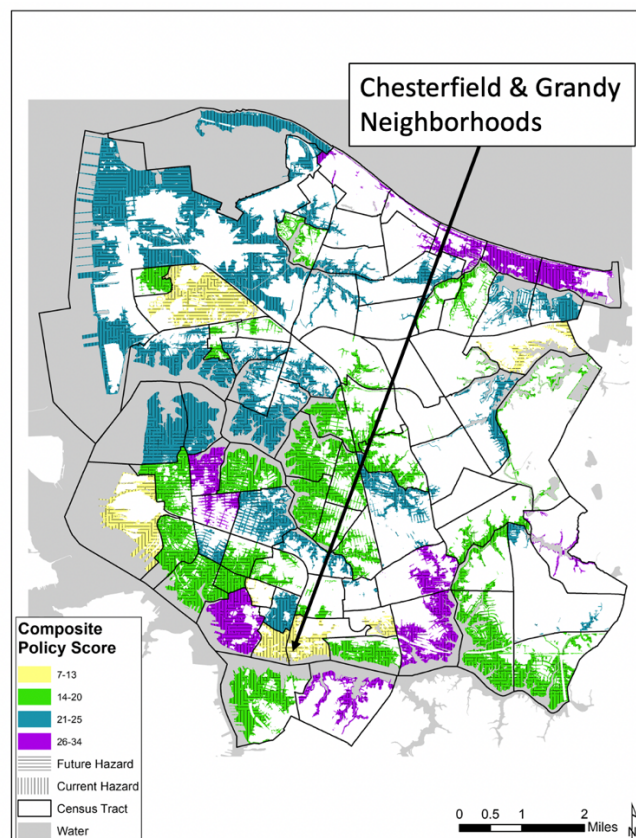 Chesterfield & Grandy
Neighborhoods
Composite
Policy Score
7-13
14-20
21-25
26-34
Future Hazard
Current Hazard
Census Tract
Water
0 0.5 1 2
Miles